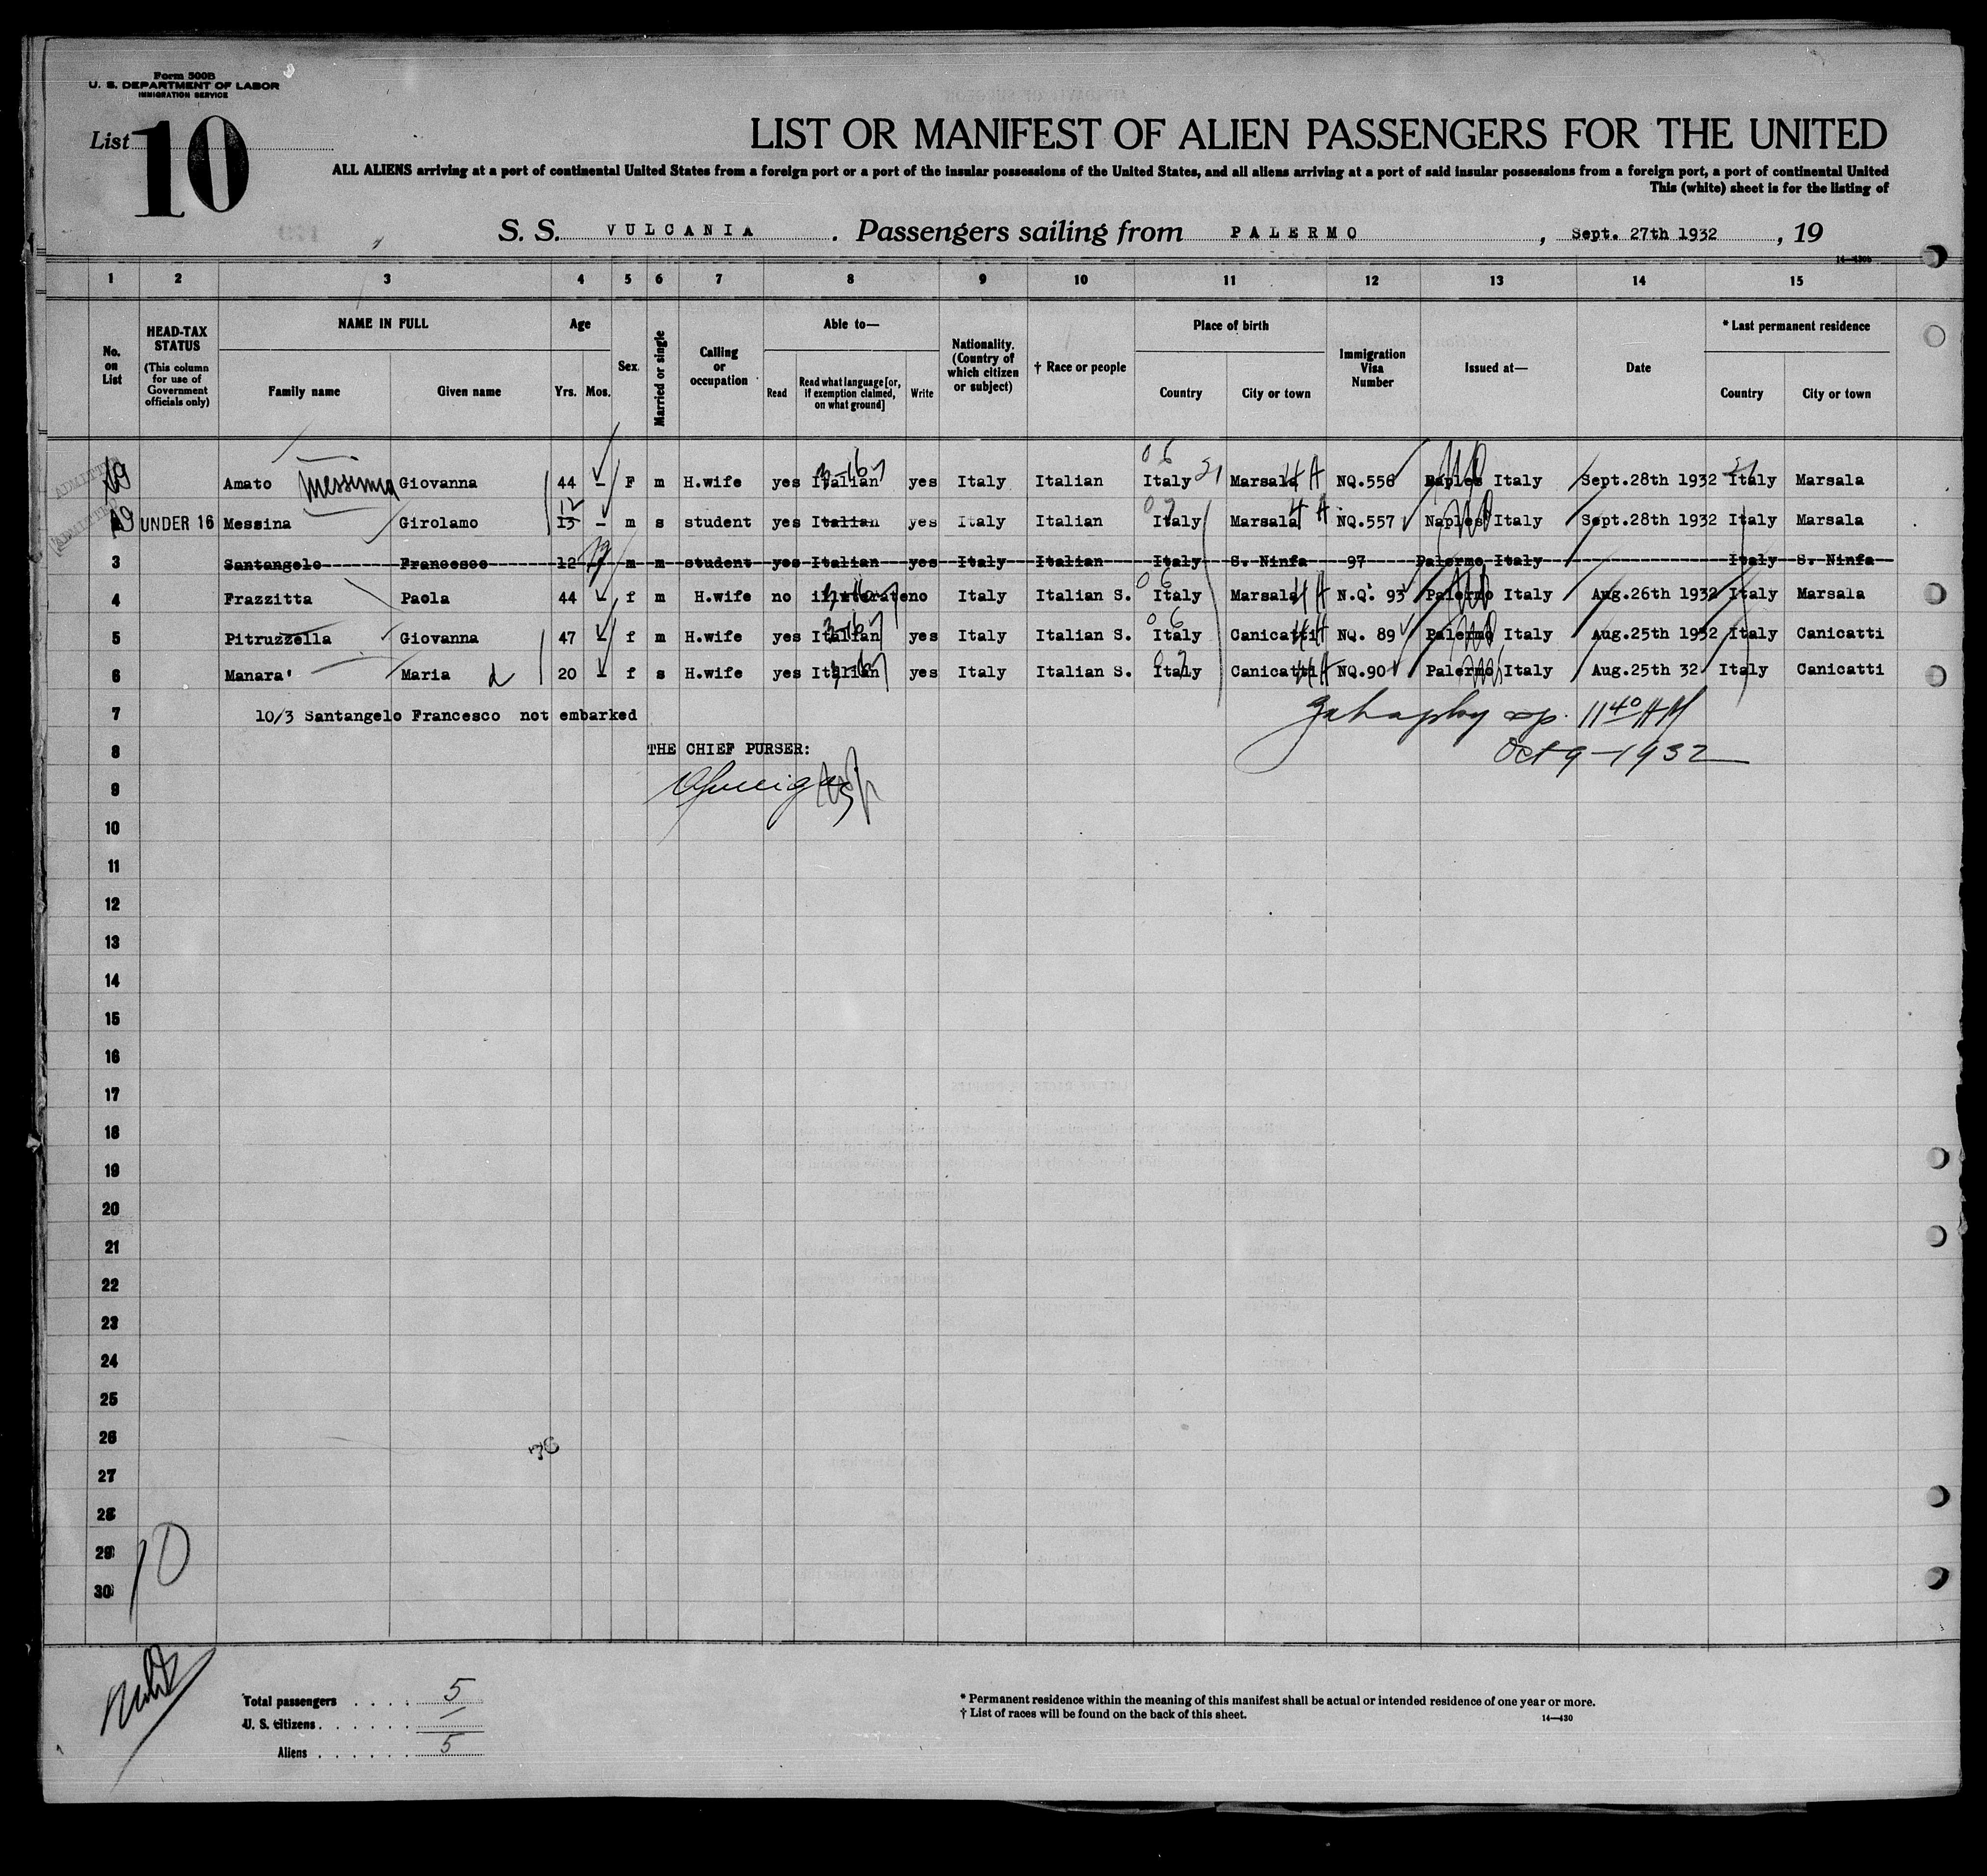 Form 500B
U. S. DEPARTMENT OF LABOR
IMMIGRATION SERVICE
List 10
LIST OR MANIFEST OF ALIEN PASSENGERS FOR THE UNITED
ALL ALIENS arriving at a port of continental United States from a foreign port or a port of the insular possessions of the United States, and all aliens arriving at a port of said insular possessions from a foreign port, a port of continental United
This (white) sheet is for the listing of
S. S. VULCANIA. Passengers sailing from PALERMO, Sept. 27th 1932, 19
1 2 3 4 5 6 7 8 9 10 11 12 13 14 15
No. on List
HEAD-TAX STATUS (This column for use of Government officials only)
NAME IN FULL
Family name Given name
Age
Yrs. Mos.
Sex
Married or single
Calling or occupation
Able to—
Read Read what language [or, if exemption claimed, on what ground] Write
Nationality. (Country of which citizen or subject)
† Race or people
Place of birth
Country City or town
Immigration Visa Number
Issued at—
Date
* Last permanent residence
Country City or town
Amato Messina Giovanna 44 – F m H.wife yes Italian yes Italy Italian Italy Marsala NQ.556 Naples Italy Sept.28th 1932 Italy Marsala
UNDER 16 Messina Girolamo 13 12 – m s student yes Italian yes Italy Italian Italy Marsala NQ.557 Naples Italy Sept.28th 1932 Italy Marsala
3 Santangelo Francesco 12 m m student yes Italian yes Italy Italian Italy S. Ninfa 97 Palermo Italy Italy S. Ninfa
4 Frazzitta Paola 44 – f m H.wife no illiterate no Italy Italian S. Italy Marsala N.Q. 93 Palermo Italy Aug.26th 1932 Italy Marsala
5 Pitruzzella Giovanna 47 – f m H.wife yes Italian yes Italy Italian S. Italy Canicatti NQ. 89 Palermo Italy Aug.25th 1932 Italy Canicatti
6 Manara' Maria 20 – f s H.wife yes Italian yes Italy Italian S. Italy Canicatti NQ.90 Palermo Italy Aug.25th 32 Italy Canicatti
7 10/3 Santangelo Francesco not embarked 11 40 AM
8 THE CHIEF PURSER: Oct 9 - 1932
9
10
11
12
13
14
15
16
17
18
19
20
21
22
23
24
25
26
27
28
29
30
10
Total passengers 5
U. S. citizens
Aliens 5
* Permanent residence within the meaning of this manifest shall be actual or intended residence of one year or more.
† List of races will be found on the back of this sheet.
14—430